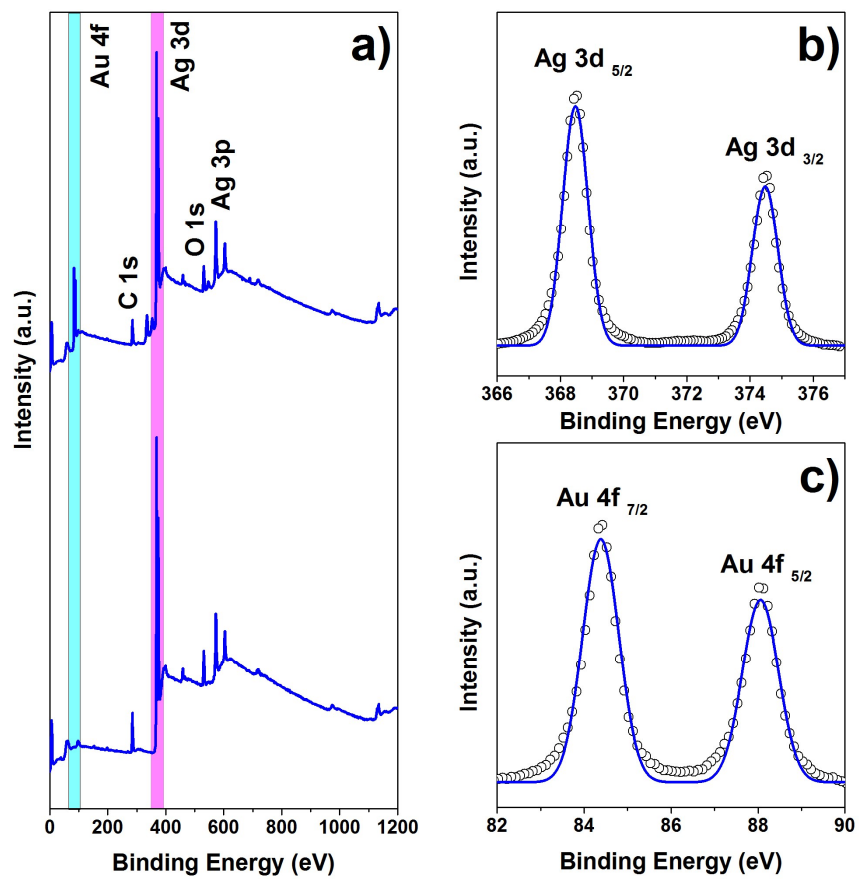 a)
Au 4f
Ag 3d
C 1s
O 1s
Ag 3p
Intensity (a.u.)
0 200 400 600 800 1000 1200
Binding Energy (eV)
b)
Ag 3d 5/2
Ag 3d 3/2
Intensity (a.u.)
366 368 370 372 374 376
Binding Energy (eV)
c)
Au 4f 7/2
Au 4f 5/2
Intensity (a.u.)
82 84 86 88 90
Binding Energy (eV)